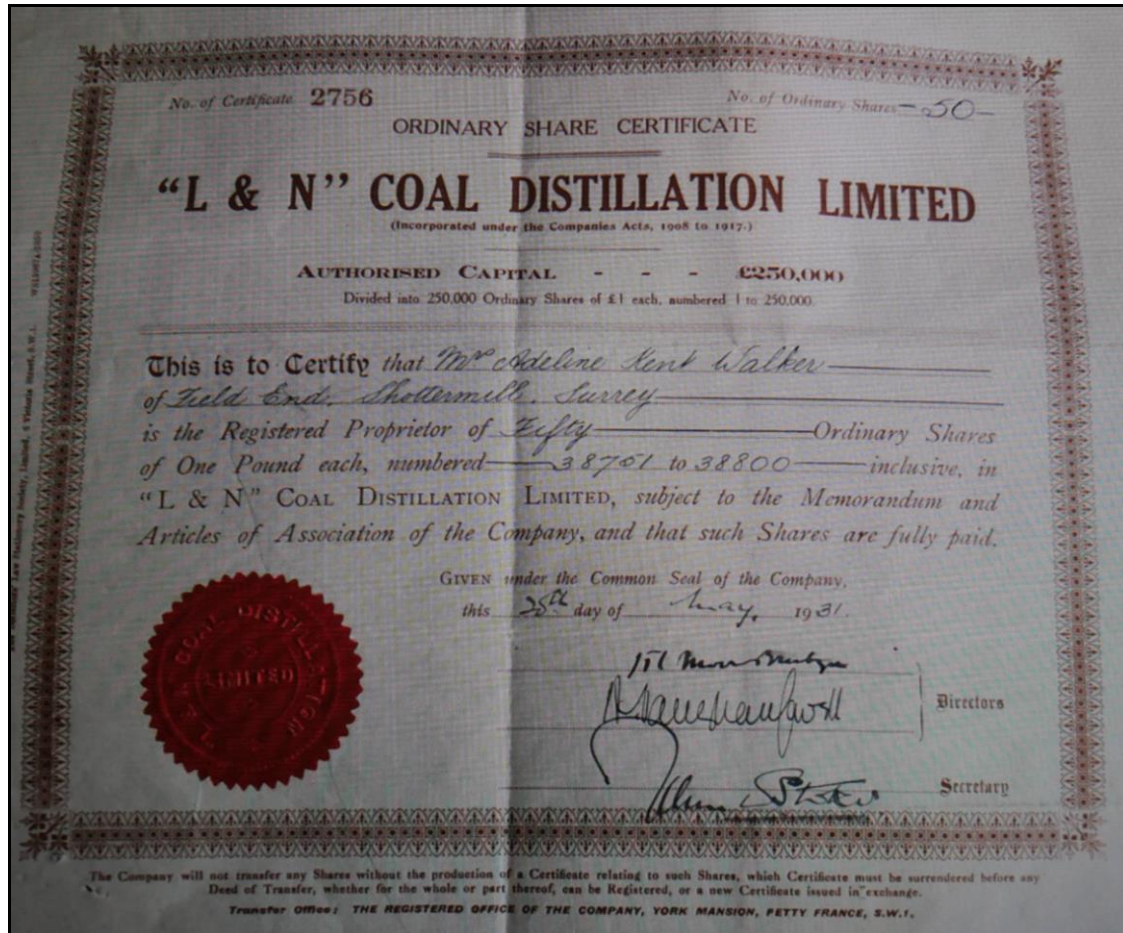 No. of Certificate 2756
No. of Ordinary Shares -50-
ORDINARY SHARE CERTIFICATE
“L & N” COAL DISTILLATION LIMITED
(Incorporated under the Companies Acts, 1908 to 1917.)
AUTHORISED CAPITAL - - - £250,000
Divided into 250,000 Ordinary Shares of £1 each, numbered 1 to 250,000.
This is to Certify that Mrs Adeline Kent Walker
of Field End, Shottermill, Surrey
is the Registered Proprietor of Fifty Ordinary Shares
of One Pound each, numbered 38751 to 38800 inclusive, in
“L & N” COAL DISTILLATION LIMITED, subject to the Memorandum and
Articles of Association of the Company, and that such Shares are fully paid.
GIVEN under the Common Seal of the Company,
this day of May, 1931.
Directors
Secretary
L & N COAL DISTILLATION
LIMITED
The Company will not transfer any Shares without the production of a Certificate relating to such Shares, which Certificate must be surrendered before any
Deed of Transfer, whether for the whole or part thereof, can be Registered, or a new Certificate issued in exchange.
Transfer Office: THE REGISTERED OFFICE OF THE COMPANY, YORK MANSION, PETTY FRANCE, S.W.1.